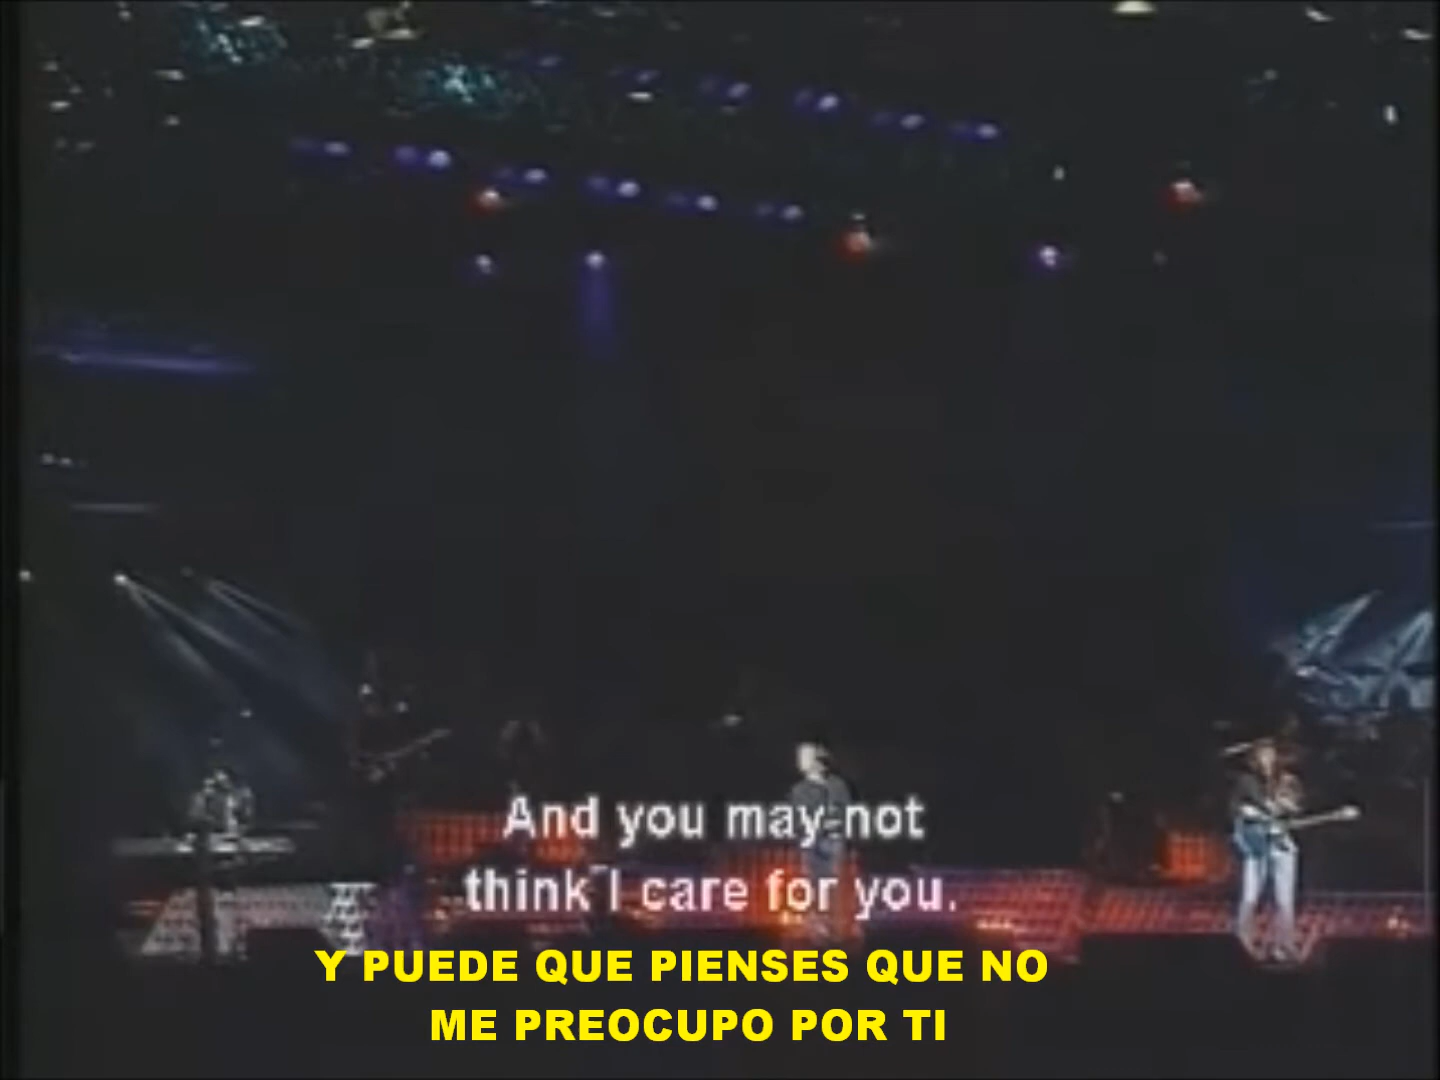 And you may not
think I care for you.
Y PUEDE QUE PIENSES QUE NO
ME PREOCUPO POR TI